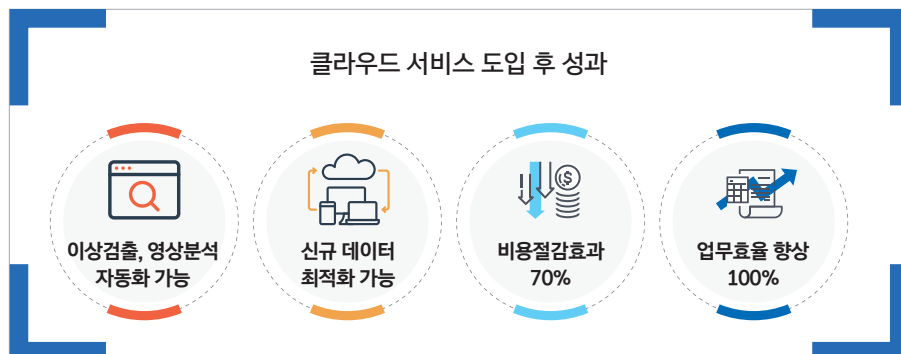 클라우드 서비스 도입 후 성과
이상검출, 영상분석
자동화 가능
신규 데이터
최적화 가능
비용절감효과
70%
업무효율 향상
100%